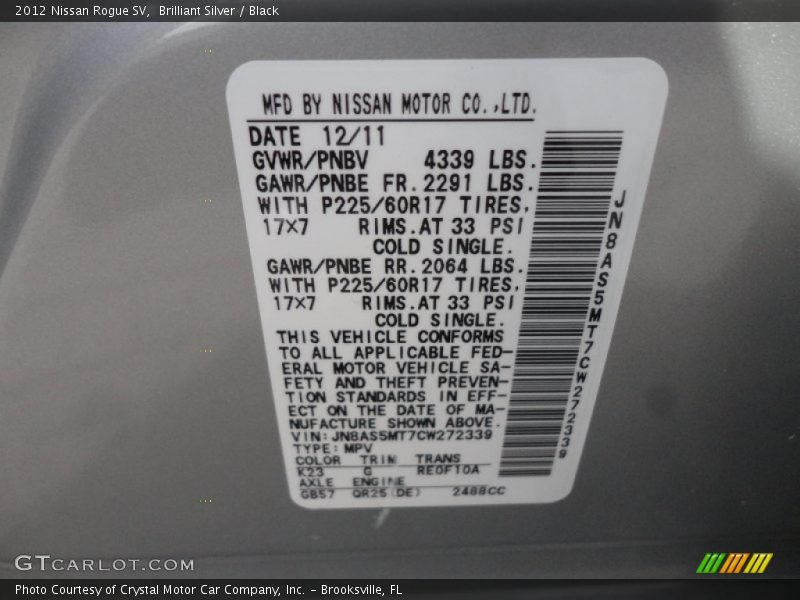 2012 Nissan Rogue SV,  Brilliant Silver / Black
MFD BY NISSAN MOTOR CO.,LTD.
DATE 12/11
GVWR/PNBV 4339 LBS.
GAWR/PNBE FR.2291 LBS.
WITH P225/60R17 TIRES,
17×7 RIMS.AT 33 PSI
COLD SINGLE.
GAWR/PNBE RR.2064 LBS.
WITH P225/60R17 TIRES,
17×7 RIMS.AT 33 PSI
COLD SINGLE.
THIS VEHICLE CONFORMS
TO ALL APPLICABLE FED-
ERAL MOTOR VEHICLE SA-
FETY AND THEFT PREVEN-
TION STANDARDS IN EFF-
ECT ON THE DATE OF MA-
NUFACTURE SHOWN ABOVE.
VIN:JN8AS5MT7CW272339
TYPE:MPV
COLOR TRIM TRANS
K23 G RE0F10A
AXLE ENGINE
GB57 QR25(DE) 2488CC
JN8AS5MT7CW272339
GTCARLOT.COM
Photo Courtesy of Crystal Motor Car Company, Inc. - Brooksville, FL